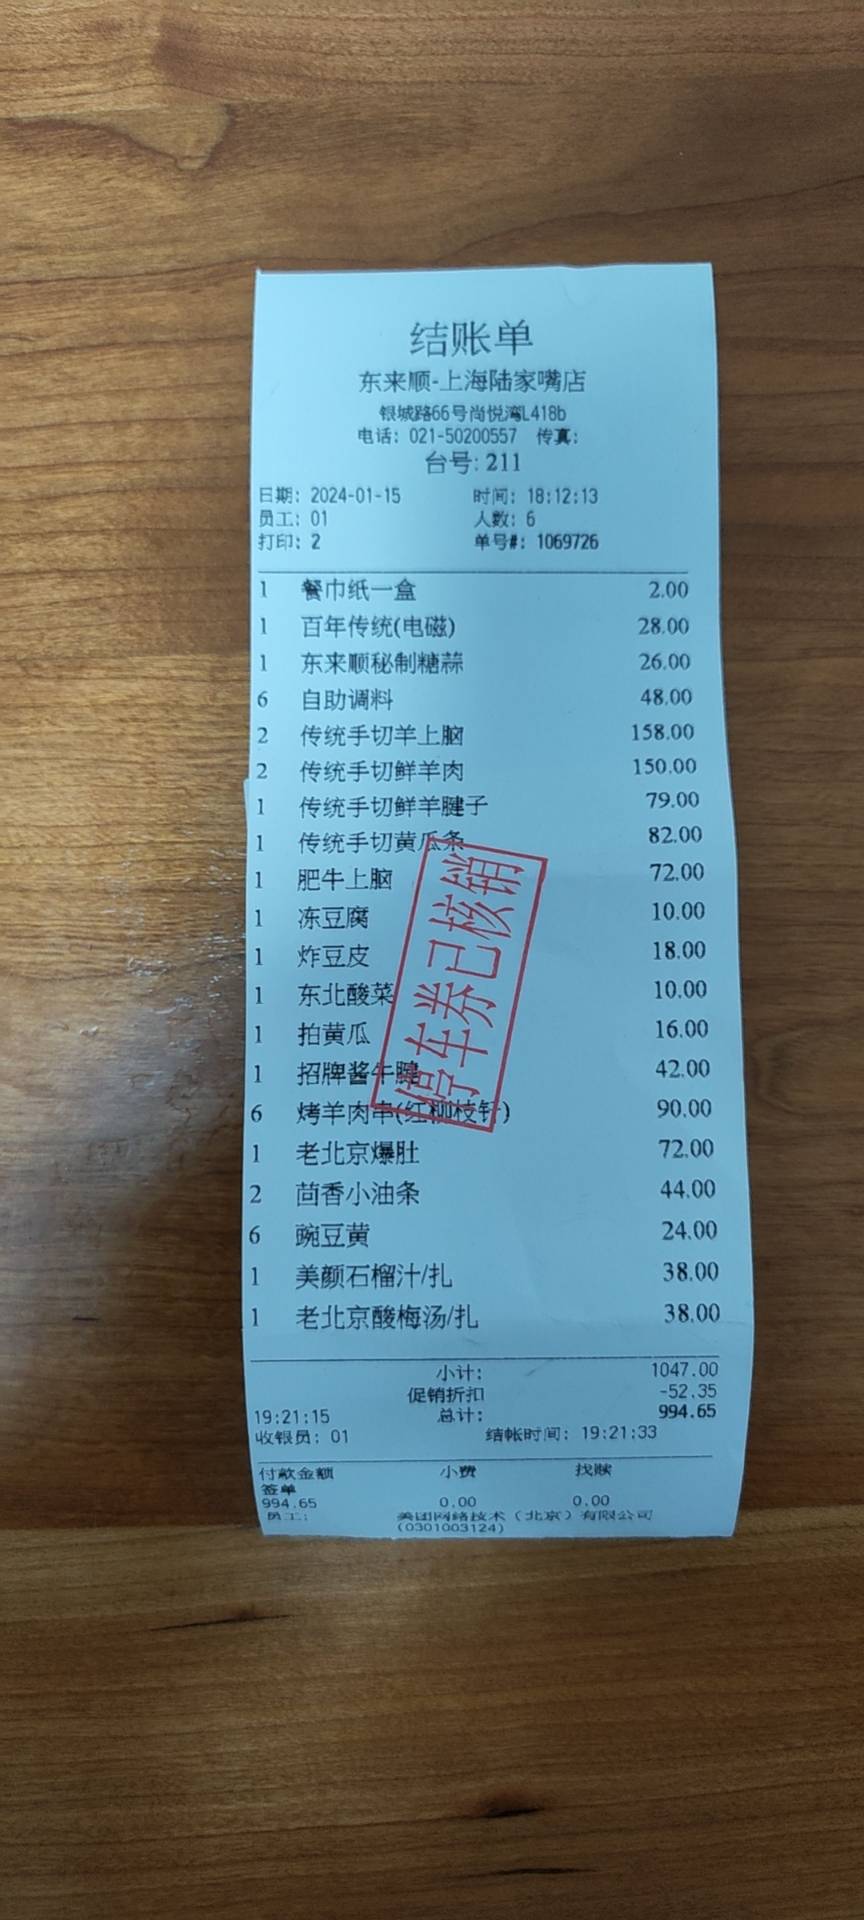 结账单
东来顺-上海陆家嘴店
银城路66号尚悦湾L418b
电话: 021-50200557 传真:
台号: 211
日期: 2024-01-15 时间: 18:12:13
员工: 01 人数: 6
打印: 2 单号#: 1069726
1 餐巾纸一盒 2.00
1 百年传统(电磁) 28.00
1 东来顺秘制糖蒜 26.00
6 自助调料 48.00
2 传统手切羊上脑 158.00
2 传统手切鲜羊肉 150.00
1 传统手切鲜羊腱子 79.00
1 传统手切黄瓜条 82.00
1 肥牛上脑 72.00
1 冻豆腐 10.00
1 炸豆皮 18.00
1 东北酸菜 10.00
1 拍黄瓜 16.00
1 招牌酱牛腱 42.00
6 烤羊肉串(红柳枝钎) 90.00
1 老北京爆肚 72.00
2 茴香小油条 44.00
6 豌豆黄 24.00
1 美颜石榴汁/扎 38.00
1 老北京酸梅汤/扎 38.00
停车券已核销
小计: 1047.00
促销折扣 -52.35
19:21:15 总计: 994.65
收银员: 01 结帐时间: 19:21:33
付款金额 小费 找赎
签单
994.65 0.00 0.00
员工: 美团网络技术（北京）有限公司
(0301003124)